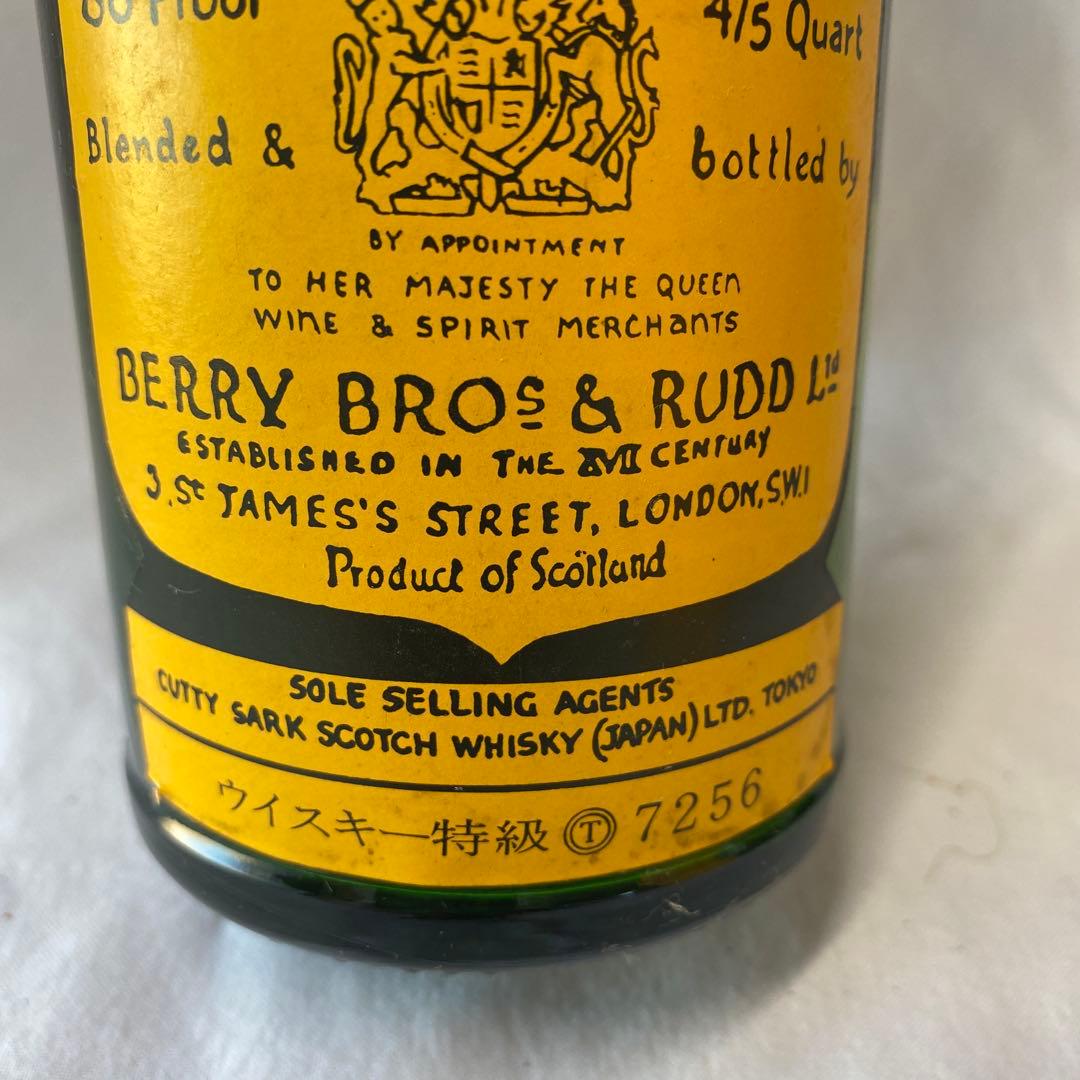 86 Proof
4/5 Quart
Blended & bottled by
BY APPOINTMENT
TO HER MAJESTY THE QUEEN
WINE & SPIRIT MERCHANTS
BERRY BROS & RUDD Ltd
ESTABLISHED IN THE XVII CENTURY
3, St JAMES'S STREET, LONDON, S.W.1
Product of Scotland
SOLE SELLING AGENTS
CUTTY SARK SCOTCH WHISKY (JAPAN) LTD. TOKYO
ウイスキー特級 Ⓣ 7256